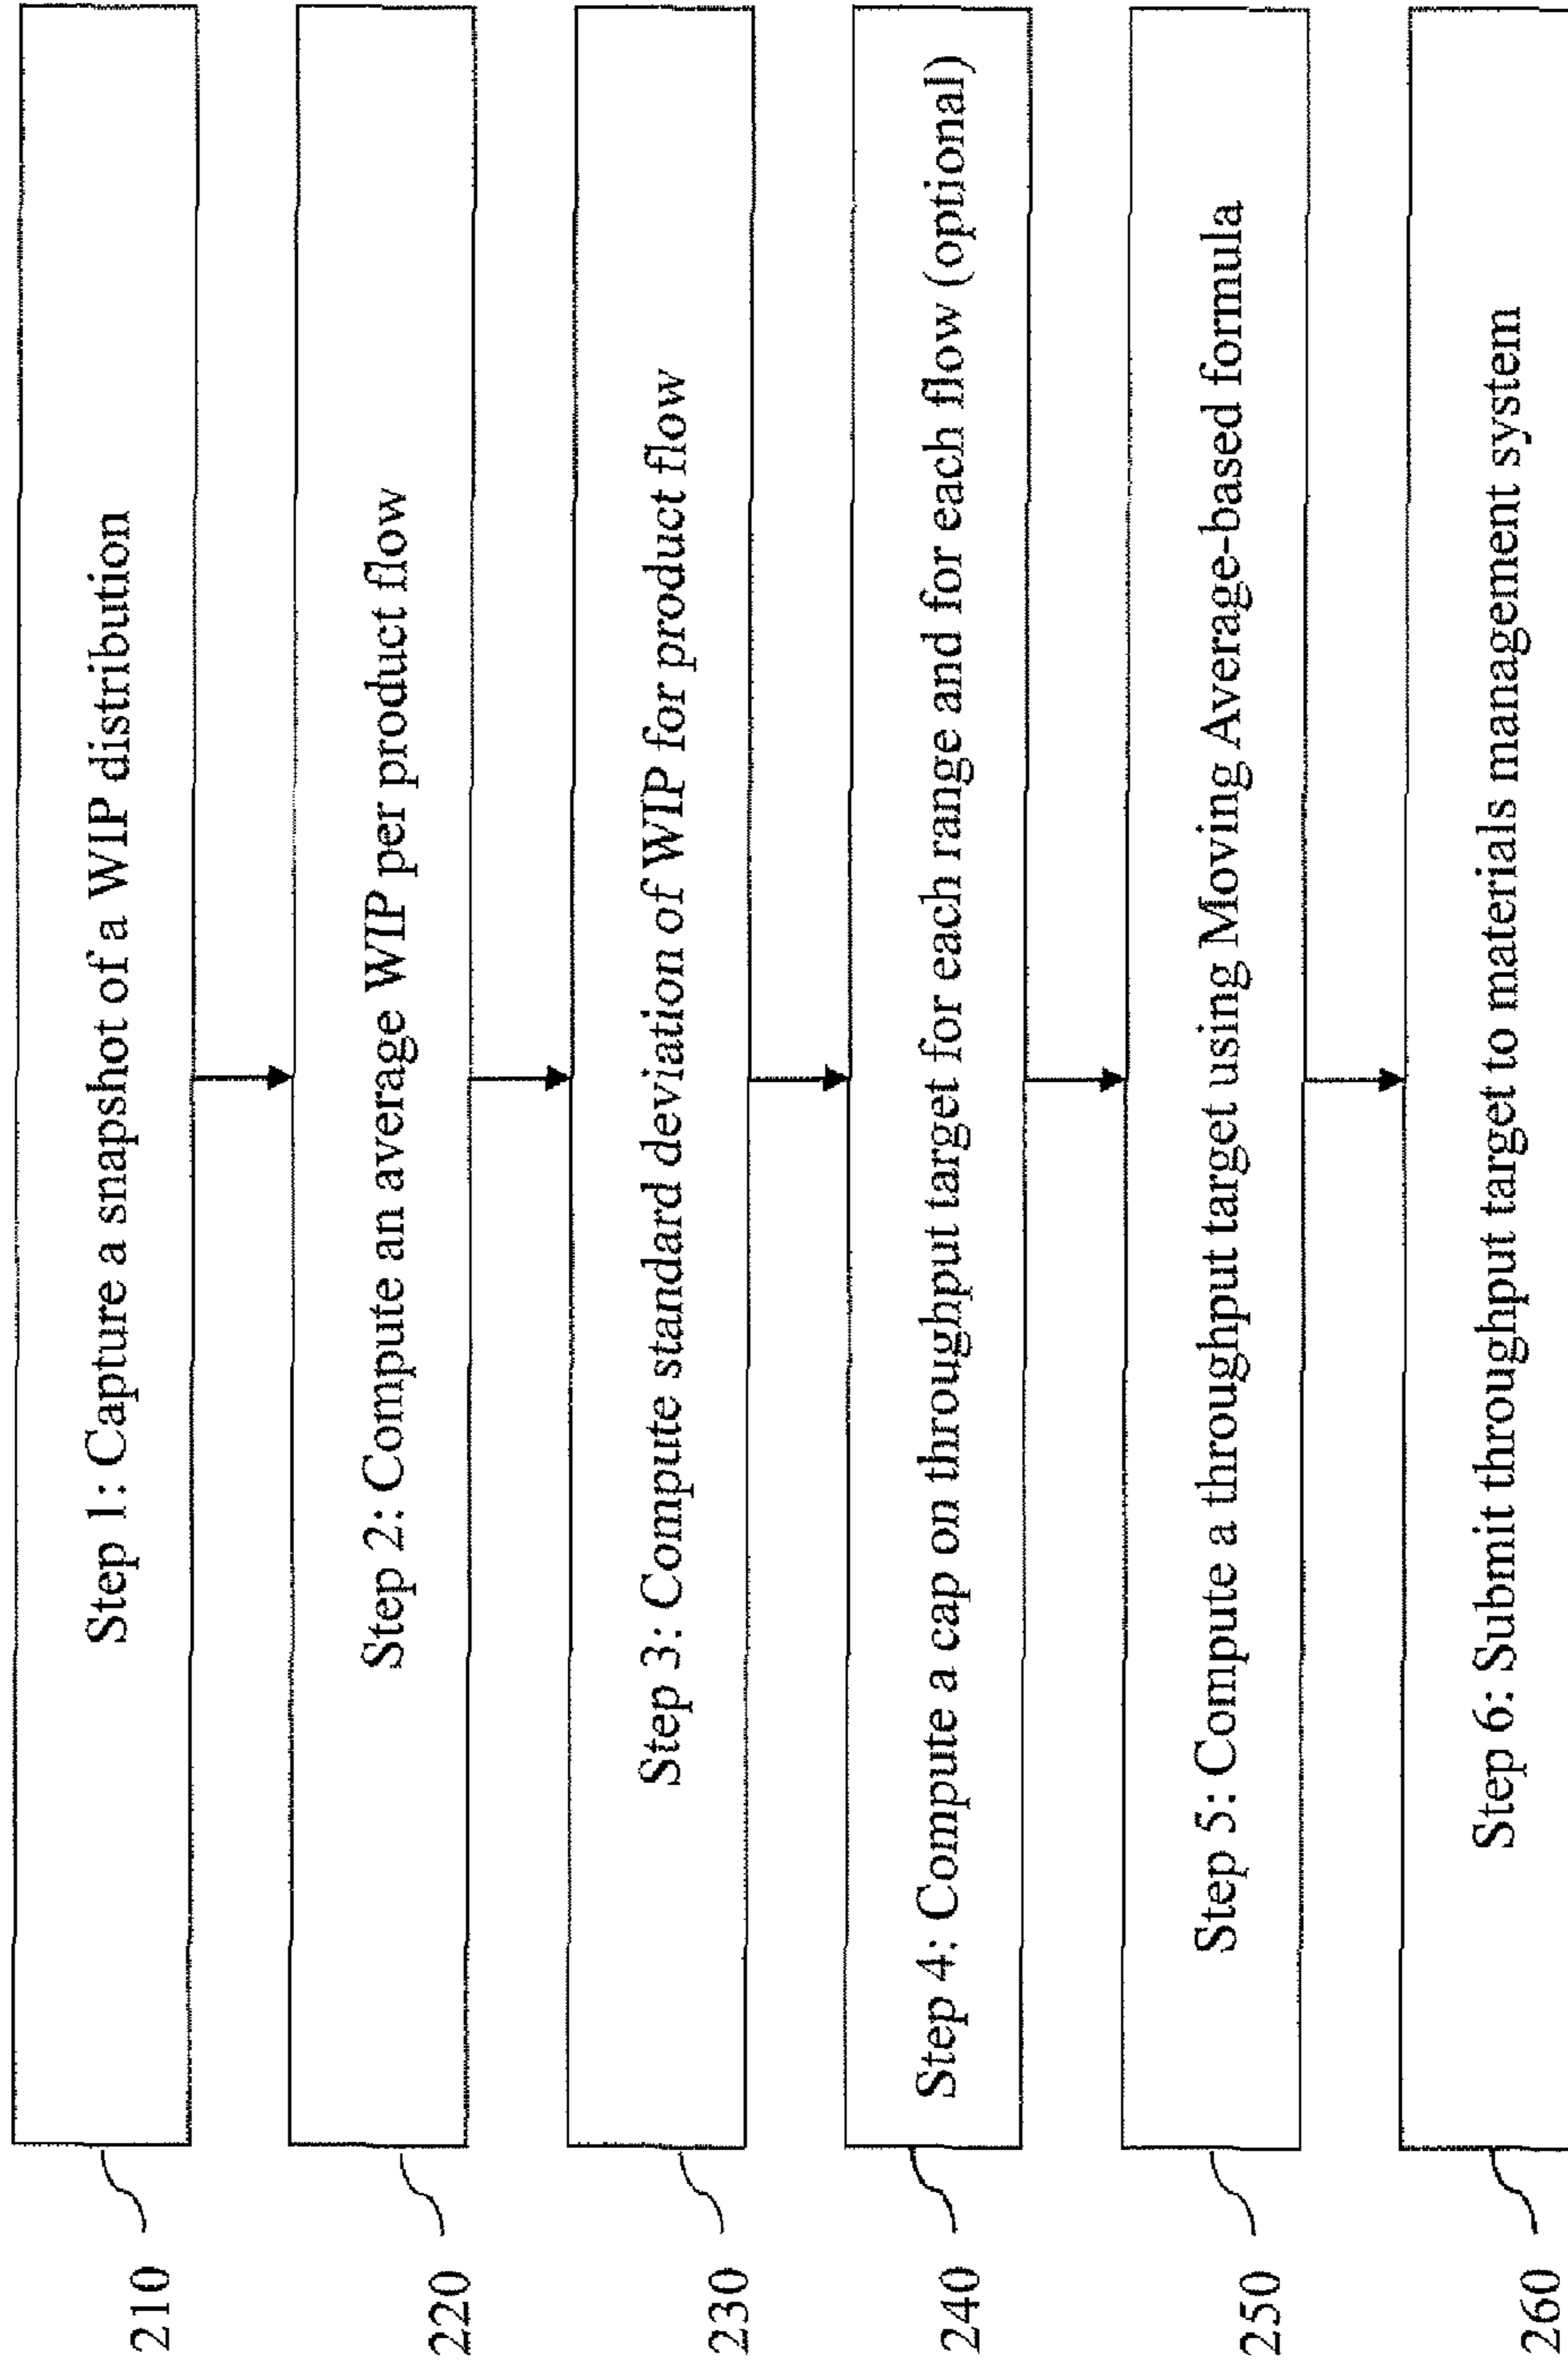 210
Step 1: Capture a snapshot of a WIP distribution
220
Step 2: Compute an average WIP per product flow
230
Step 3: Compute standard deviation of WIP for product flow
240
Step 4: Compute a cap on throughput target for each range and for each flow (optional)
250
Step 5: Compute a throughput target using Moving Average-based formula
260
Step 6: Submit throughput target to materials management system